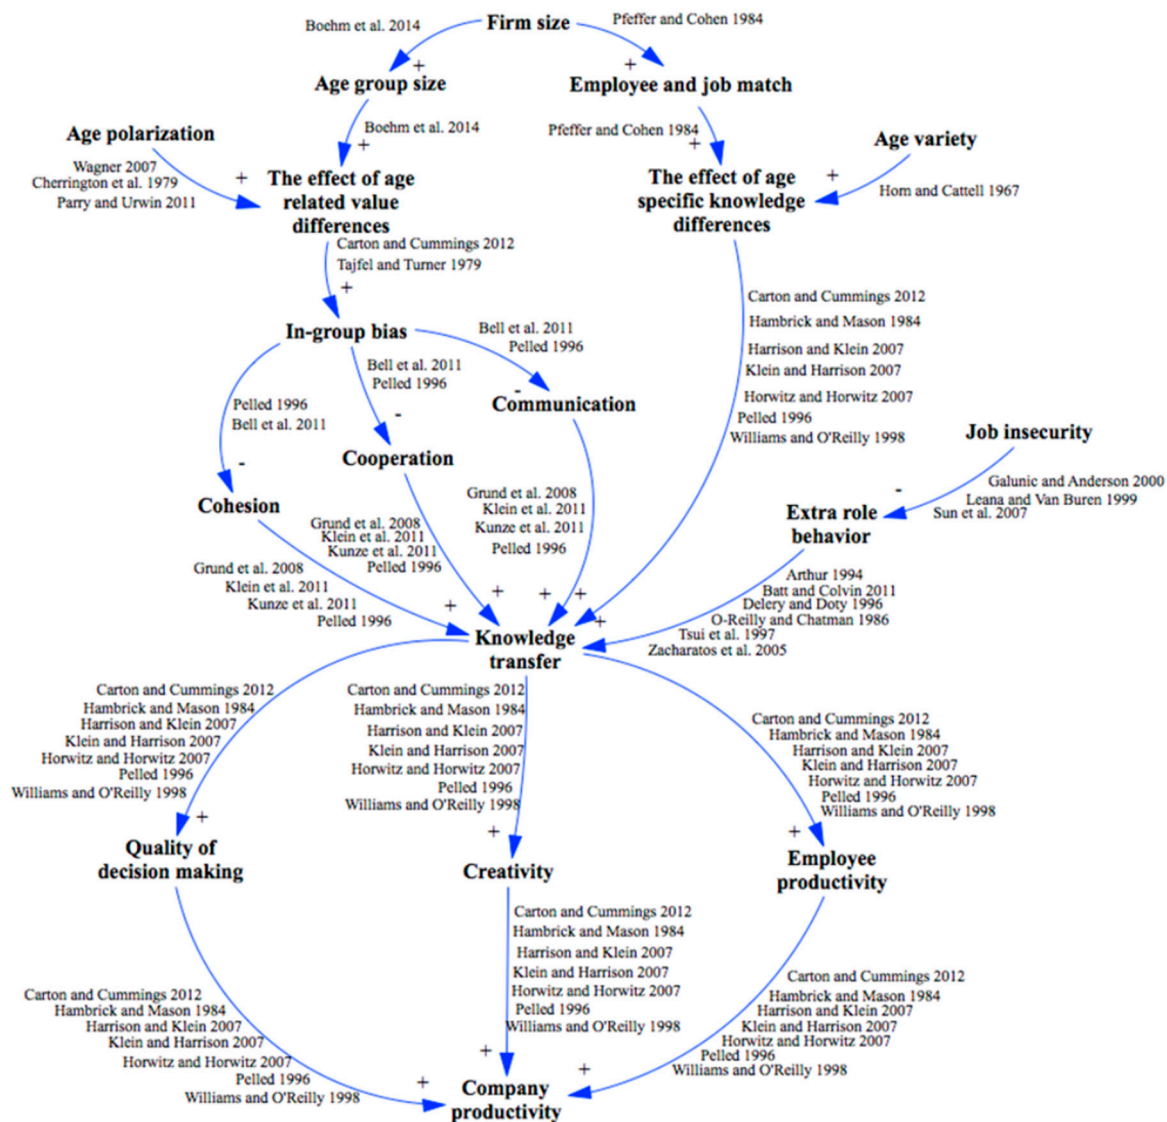 Firm size
Boehm et al. 2014
Pfeffer and Cohen 1984
+
+
Age group size
Employee and job match
Boehm et al. 2014
Pfeffer and Cohen 1984
+
+
Age polarization
Age variety
Wagner 2007
Cherrington et al. 1979
Parry and Urwin 2011
+
+
Horn and Cattell 1967
The effect of age
related value
differences
The effect of age
specific knowledge
differences
Carton and Cummings 2012
Tajfel and Turner 1979
+
In-group bias
Bell et al. 2011
Pelled 1996
-
Communication
Bell et al. 2011
Pelled 1996
-
Cooperation
Pelled 1996
Bell et al. 2011
-
Cohesion
Carton and Cummings 2012
Hambrick and Mason 1984
Harrison and Klein 2007
Klein and Harrison 2007
Horwitz and Horwitz 2007
Pelled 1996
Williams and O'Reilly 1998
Job insecurity
Galunic and Anderson 2000
Leana and Van Buren 1999
Sun et al. 2007
-
Extra role
behavior
Grund et al. 2008
Klein et al. 2011
Kunze et al. 2011
Pelled 1996
+
Grund et al. 2008
Klein et al. 2011
Kunze et al. 2011
Pelled 1996
+
Grund et al. 2008
Klein et al. 2011
Kunze et al. 2011
Pelled 1996
+
+
Arthur 1994
Batt and Colvin 2011
Delery and Doty 1996
O-Reilly and Chatman 1986
Tsui et al. 1997
Zacharatos et al. 2005
+
Knowledge
transfer
Carton and Cummings 2012
Hambrick and Mason 1984
Harrison and Klein 2007
Klein and Harrison 2007
Horwitz and Horwitz 2007
Pelled 1996
Williams and O'Reilly 1998
+
Carton and Cummings 2012
Hambrick and Mason 1984
Harrison and Klein 2007
Klein and Harrison 2007
Horwitz and Horwitz 2007
Pelled 1996
Williams and O'Reilly 1998
+
Carton and Cummings 2012
Hambrick and Mason 1984
Harrison and Klein 2007
Klein and Harrison 2007
Horwitz and Horwitz 2007
Pelled 1996
Williams and O'Reilly 1998
+
Quality of
decision making
Creativity
Employee
productivity
Carton and Cummings 2012
Hambrick and Mason 1984
Harrison and Klein 2007
Klein and Harrison 2007
Horwitz and Horwitz 2007
Pelled 1996
Williams and O'Reilly 1998
+
Carton and Cummings 2012
Hambrick and Mason 1984
Harrison and Klein 2007
Klein and Harrison 2007
Horwitz and Horwitz 2007
Pelled 1996
Williams and O'Reilly 1998
+
Carton and Cummings 2012
Hambrick and Mason 1984
Harrison and Klein 2007
Klein and Harrison 2007
Horwitz and Horwitz 2007
Pelled 1996
Williams and O'Reilly 1998
+
Company
productivity